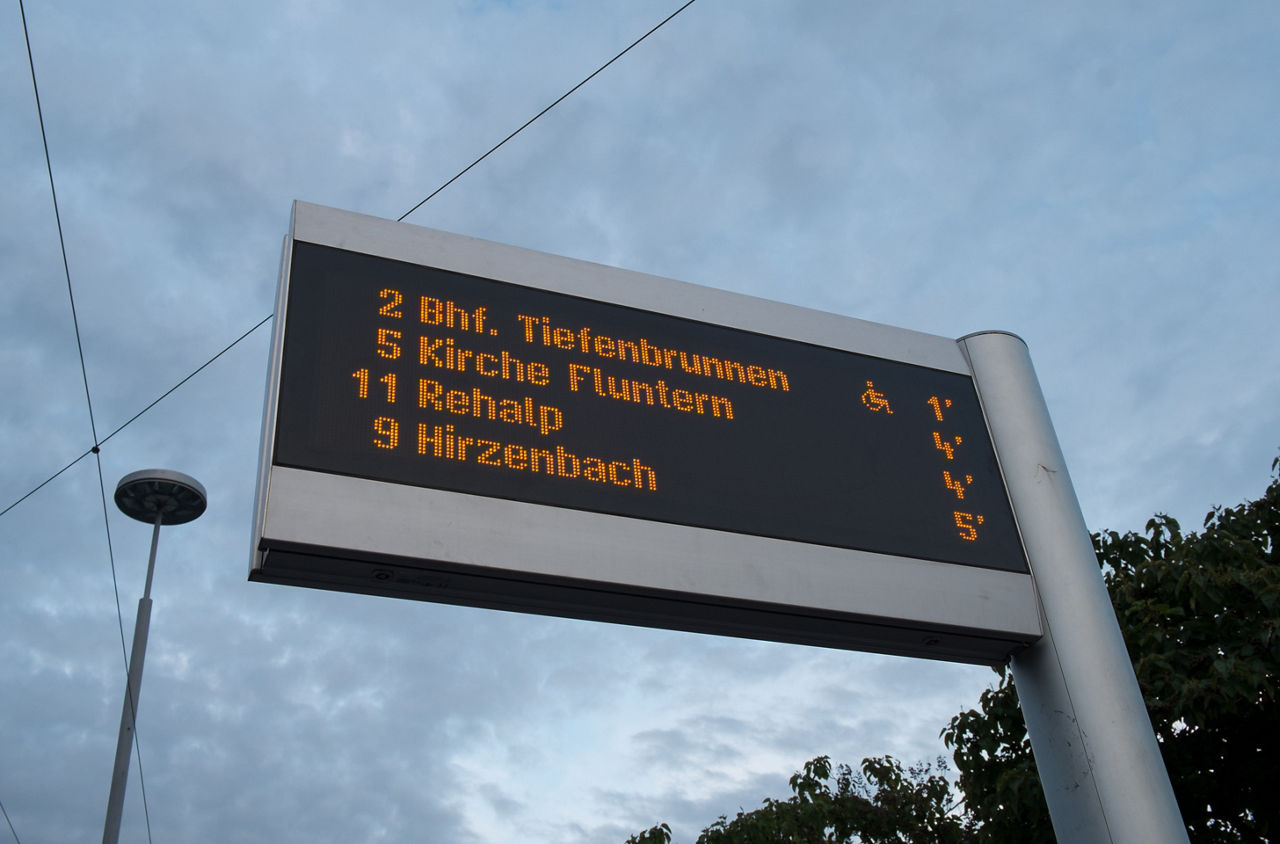 2 Bhf. Tiefenbrunnen 1'
5 Kirche Fluntern 4'
11 Rehalp 4'
9 Hirzenbach 5'